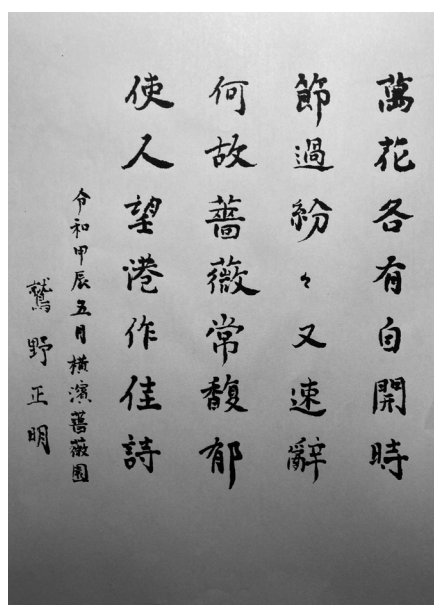 萬花各有自開時
節過紛々又速辭
何故薔薇常馥郁
使人望港作佳詩
令和甲辰五月橫濱薔薇園
鷲野正明